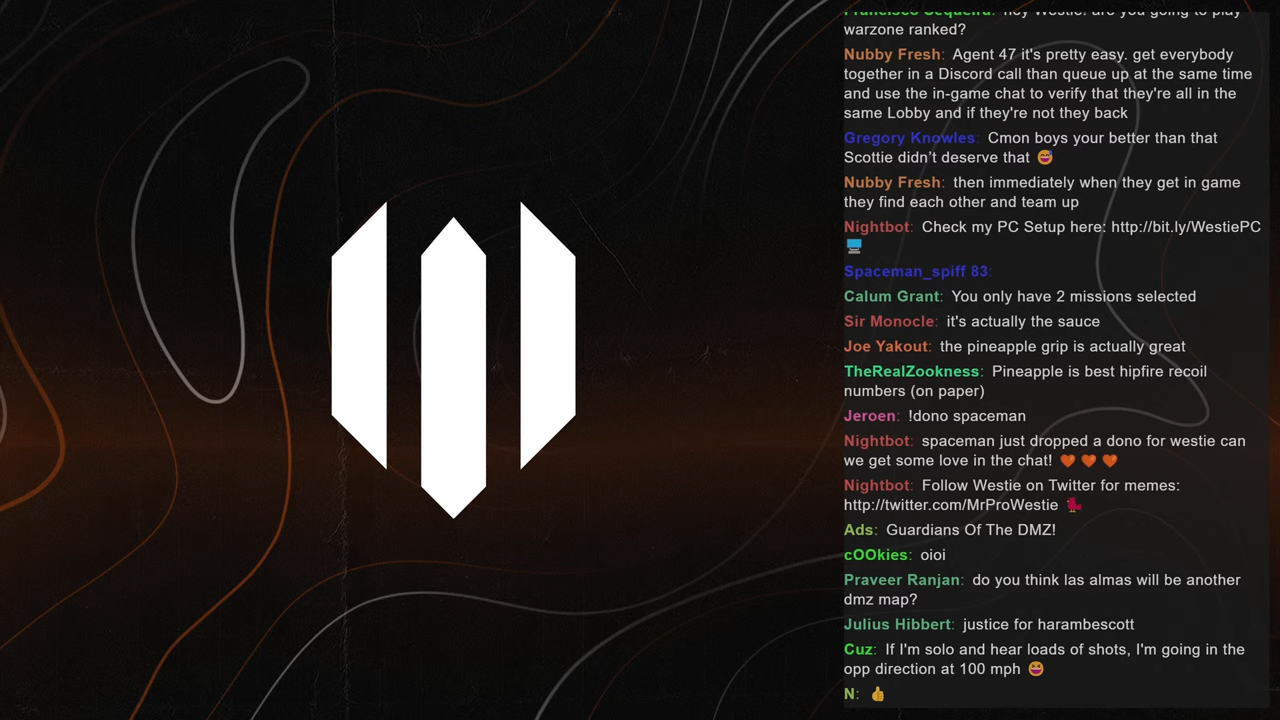 Francisco Sequeira: hey Westie! are you going to play
warzone ranked?
Nubby Fresh: Agent 47 it's pretty easy. get everybody
together in a Discord call than queue up at the same time
and use the in-game chat to verify that they're all in the
same Lobby and if they're not they back
Gregory Knowles: Cmon boys your better than that
Scottie didn’t deserve that 😅
Nubby Fresh: then immediately when they get in game
they find each other and team up
Nightbot: Check my PC Setup here: http://bit.ly/WestiePC
🖥️
Spaceman_spiff 83:
Calum Grant: You only have 2 missions selected
Sir Monocle: it's actually the sauce
Joe Yakout: the pineapple grip is actually great
TheRealZookness: Pineapple is best hipfire recoil
numbers (on paper)
Jeroen: !dono spaceman
Nightbot: spaceman just dropped a dono for westie can
we get some love in the chat! 🧡 🧡 🧡
Nightbot: Follow Westie on Twitter for memes:
http://twitter.com/MrProWestie 🐦
Ads: Guardians Of The DMZ!
cOOkies: oioi
Praveer Ranjan: do you think las almas will be another
dmz map?
Julius Hibbert: justice for harambescott
Cuz: If I'm solo and hear loads of shots, I'm going in the
opp direction at 100 mph 😆
N: 👍